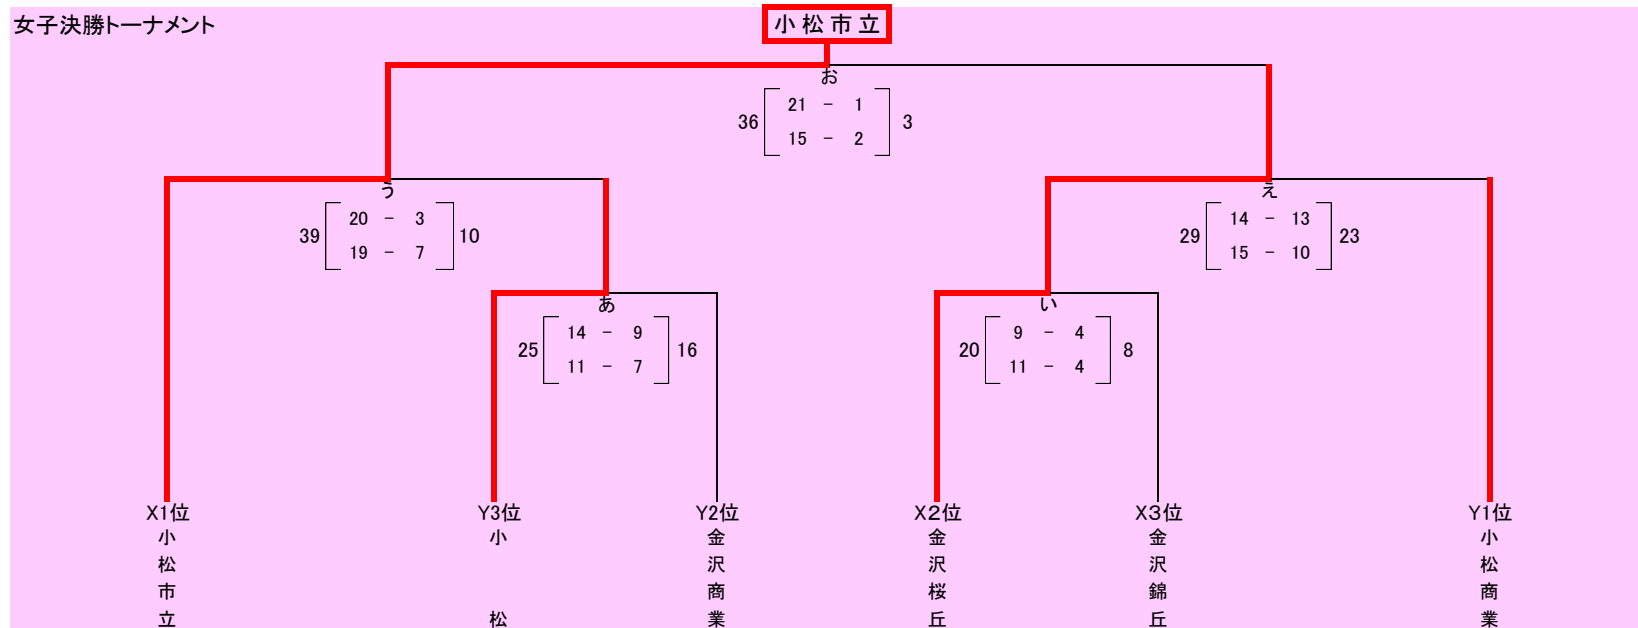 女子決勝トーナメント
小松市立
お
36 21 - 1 3
15 - 2
う
39 20 - 3 10
19 - 7
え
29 14 - 13 23
15 - 10
あ
25 14 - 9 16
11 - 7
い
20 9 - 4 8
11 - 4
X1位
小松市立
Y3位
小松
Y2位
金沢商業
X2位
金沢桜丘
X3位
金沢錦丘
Y1位
小松商業